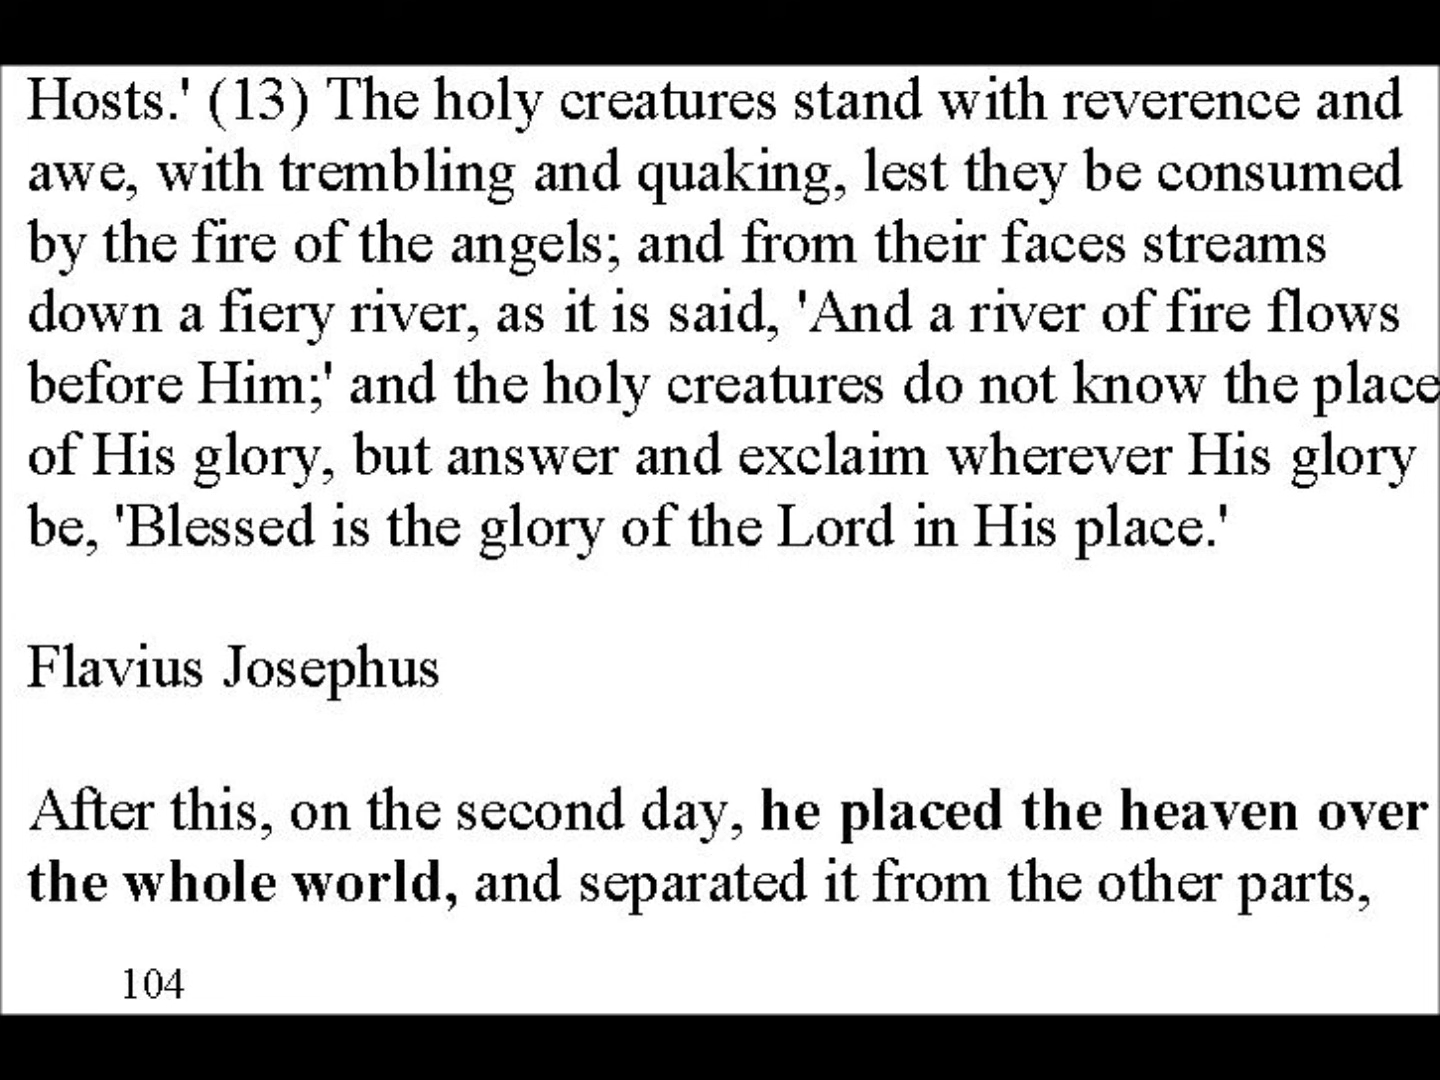 Hosts.' (13) The holy creatures stand with reverence and
awe, with trembling and quaking, lest they be consumed
by the fire of the angels; and from their faces streams
down a fiery river, as it is said, 'And a river of fire flows
before Him;' and the holy creatures do not know the place
of His glory, but answer and exclaim wherever His glory
be, 'Blessed is the glory of the Lord in His place.'
Flavius Josephus
After this, on the second day, he placed the heaven over
the whole world, and separated it from the other parts,
104